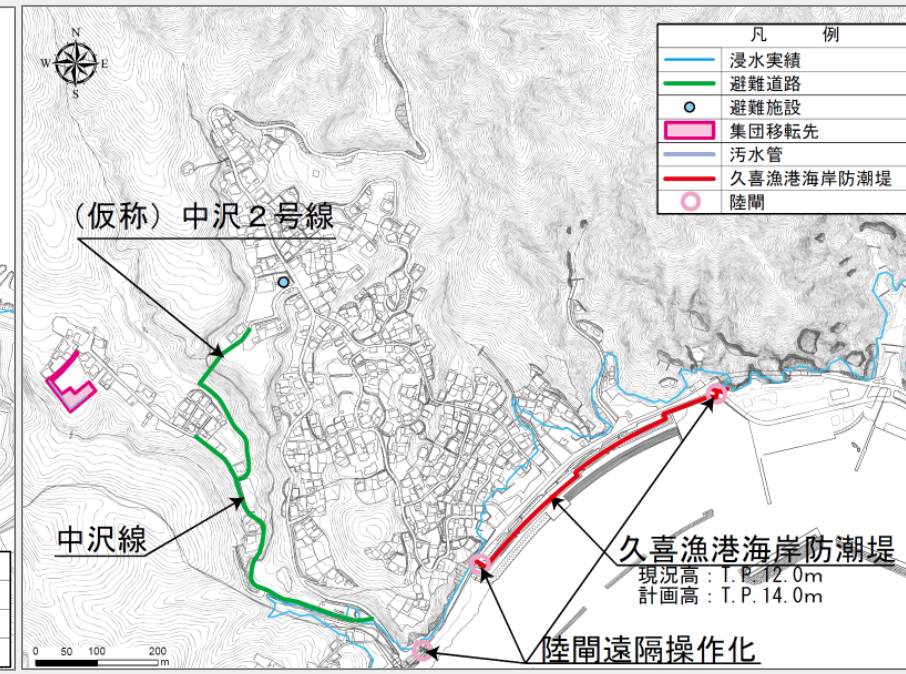 N
W E
S
凡 例
浸水実績
避難道路
避難施設
集団移転先
汚水管
久喜漁港海岸防潮堤
陸閘
(仮称) 中沢2号線
中沢線
久喜漁港海岸防潮堤
現況高：T.P.12.0m
計画高：T.P.14.0m
陸閘遠隔操作化
0 50 100 200
m